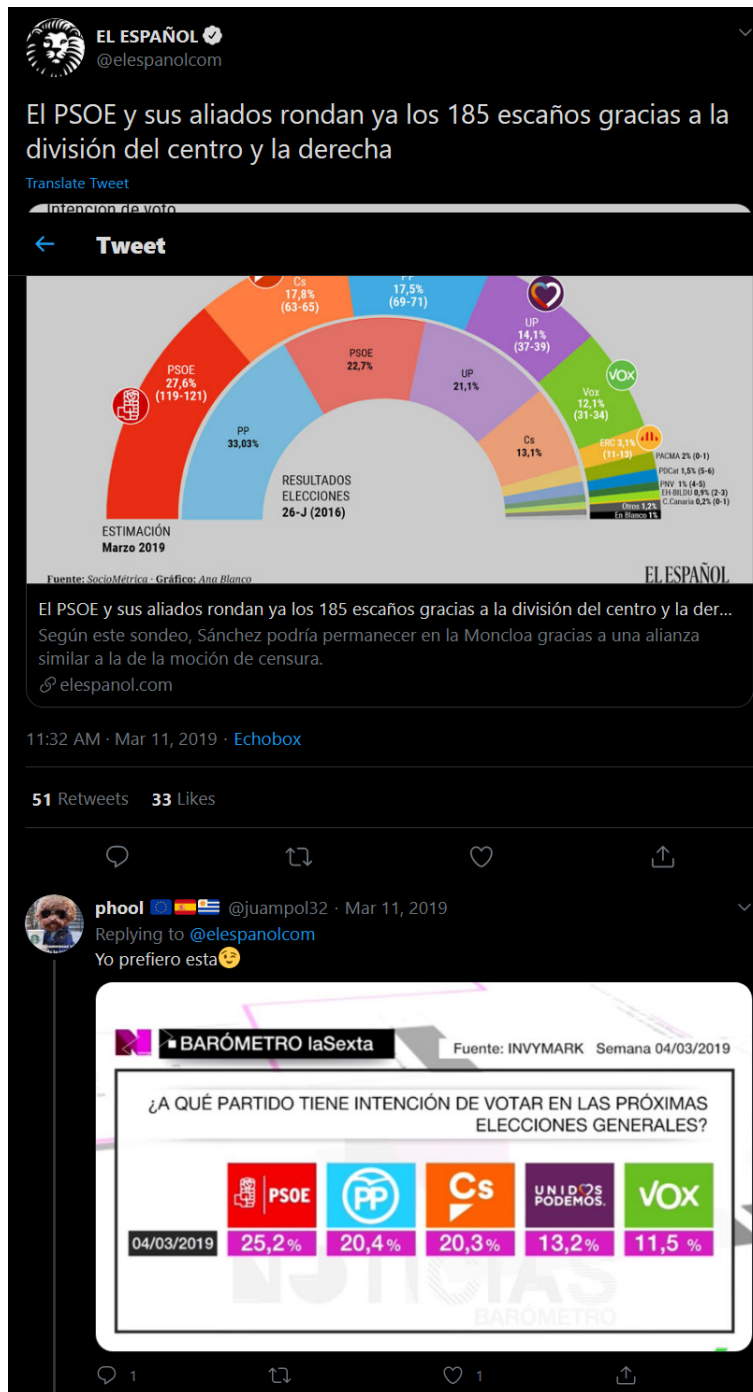 EL ESPAÑOL
@elespanolcom
El PSOE y sus aliados rondan ya los 185 escaños gracias a la
división del centro y la derecha
Translate Tweet
Intención de voto
Tweet
Cs
17,8%
(63-65)
PP
17,5%
(69-71)
UP
14,1%
(37-39)
PSOE
27,6%
(119-121)
PSOE
22,7%
UP
21,1%
VOX
Vox
12,1%
(31-34)
PP
33,03%
Cs
13,1%
ERC 3,1%
(11-13)
PACMA 2% (0-1)
PDCat 1,5% (5-6)
PNV 1% (4-5)
EH-BILDU 0,9% (2-3)
C.Canaria 0,2% (0-1)
Otros 1,2%
En Blanco 1%
RESULTADOS
ELECCIONES
26-J (2016)
ESTIMACIÓN
Marzo 2019
Fuente: SocioMétrica · Gráfico: Ana Blanco
EL ESPAÑOL
El PSOE y sus aliados rondan ya los 185 escaños gracias a la división del centro y la der...
Según este sondeo, Sánchez podría permanecer en la Moncloa gracias a una alianza
similar a la de la moción de censura.
elespanol.com
11:32 AM · Mar 11, 2019 · Echobox
51 Retweets 33 Likes
phool @juampol32 · Mar 11, 2019
Replying to @elespanolcom
Yo prefiero esta😉
BARÓMETRO laSexta
Fuente: INVYMARK Semana 04/03/2019
¿A QUÉ PARTIDO TIENE INTENCIÓN DE VOTAR EN LAS PRÓXIMAS
ELECCIONES GENERALES?
PSOE PP Cs UNIDOS PODEMOS. VOX
04/03/2019 25,2% 20,4% 20,3% 13,2% 11,5 %
NOTICIAS
BARÓMETRO
1 1